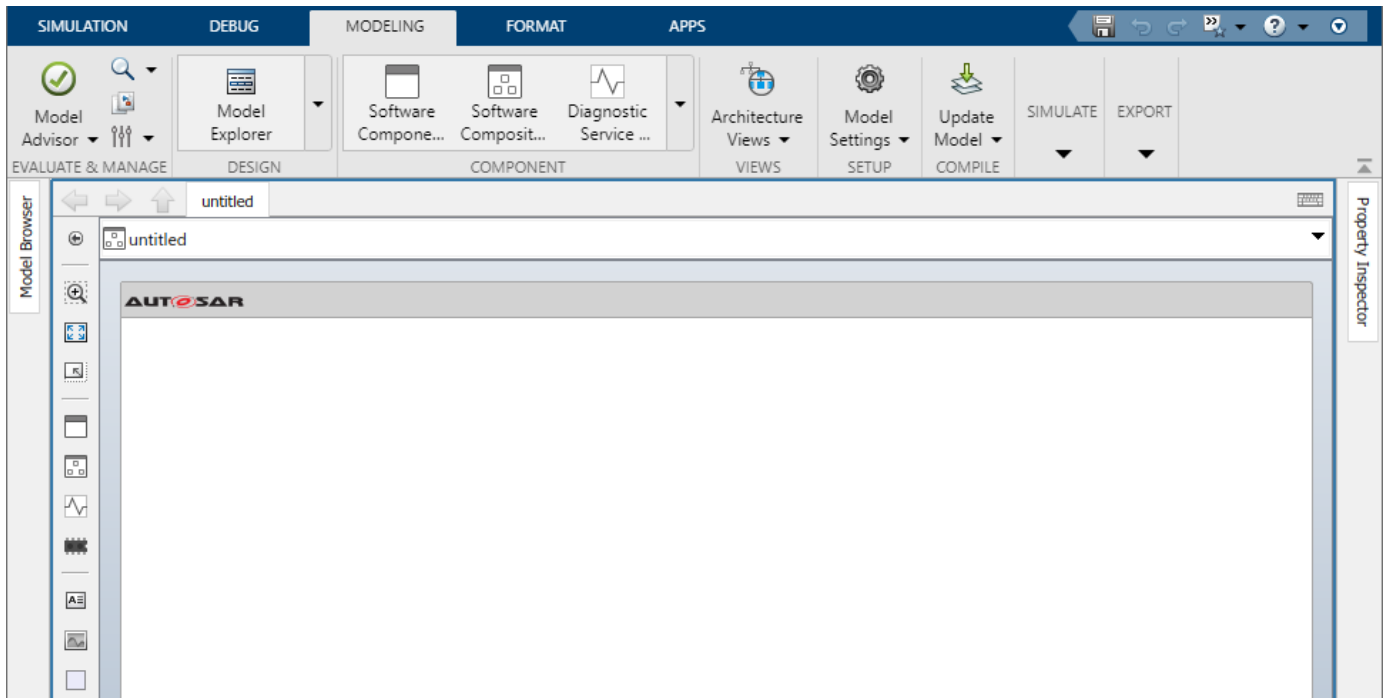 SIMULATION DEBUG MODELING FORMAT APPS
Model
Advisor
Model
Explorer
Software
Compone...
Software
Composit...
Diagnostic
Service ...
Architecture
Views
Model
Settings
Update
Model
SIMULATE
EXPORT
EVALUATE & MANAGE DESIGN COMPONENT VIEWS SETUP COMPILE
Model Browser
untitled
untitled
AUTOSAR
Property Inspector